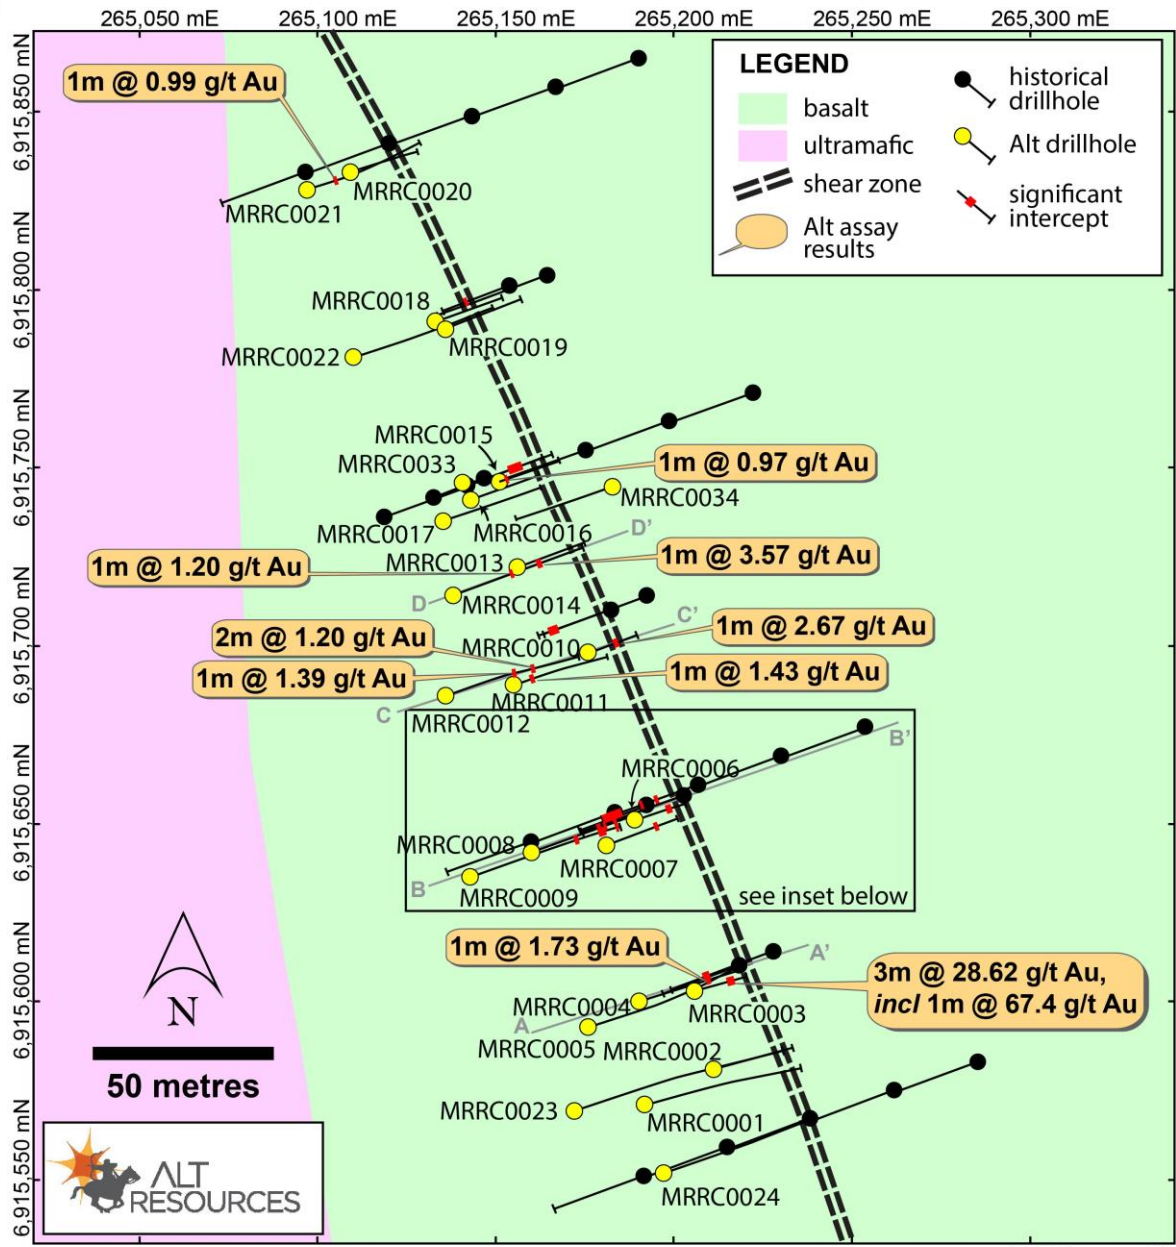 265,050 mE
265,100 mE
265,150 mE
265,200 mE
265,250 mE
265,300 mE
6,915,850 mN
6,915,800 mN
6,915,750 mN
6,915,700 mN
6,915,650 mN
6,915,600 mN
6,915,550 mN
LEGEND
basalt
ultramafic
shear zone
Alt assay
results
historical
drillhole
Alt drillhole
significant
intercept
1m @ 0.99 g/t Au
MRRC0020
MRRC0021
MRRC0018
MRRC0019
MRRC0022
MRRC0015
MRRC0033
1m @ 0.97 g/t Au
MRRC0034
MRRC0017
MRRC0016
D'
MRRC0013
1m @ 3.57 g/t Au
1m @ 1.20 g/t Au
D
MRRC0014
C'
2m @ 1.20 g/t Au
MRRC0010
1m @ 2.67 g/t Au
1m @ 1.39 g/t Au
1m @ 1.43 g/t Au
MRRC0011
C
MRRC0012
B'
MRRC0006
MRRC0008
MRRC0007
B
MRRC0009
see inset below
1m @ 1.73 g/t Au
A'
3m @ 28.62 g/t Au,
incl 1m @ 67.4 g/t Au
MRRC0004
MRRC0003
A
MRRC0005
MRRC0002
MRRC0023
MRRC0001
MRRC0024
N
50 metres
ALT
RESOURCES